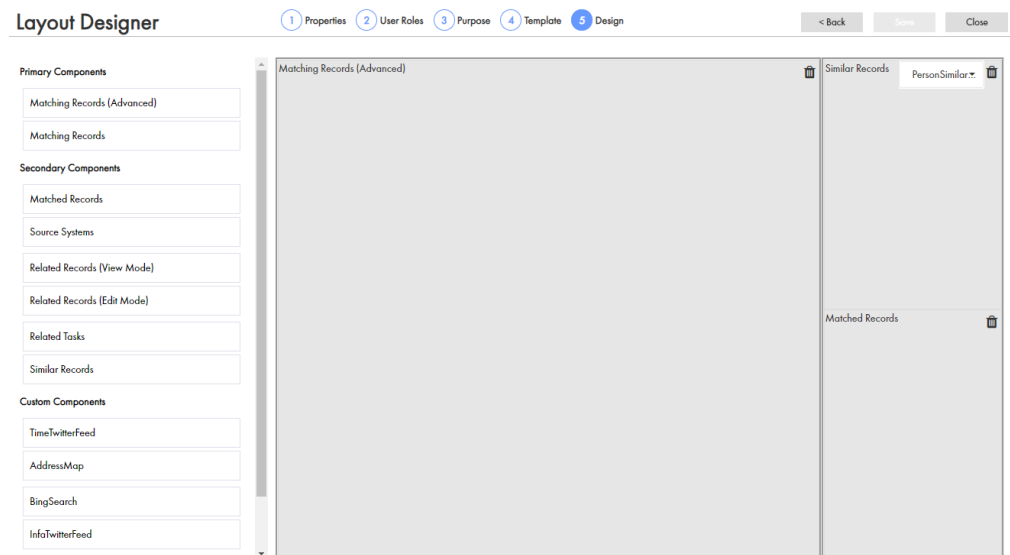 Layout Designer
1 Properties 2 User Roles 3 Purpose 4 Template 5 Design
< Back Save Close
Primary Components
Matching Records (Advanced)
Matching Records
Secondary Components
Matched Records
Source Systems
Related Records (View Mode)
Related Records (Edit Mode)
Related Tasks
Similar Records
Custom Components
TimeTwitterFeed
AddressMap
BingSearch
InfaTwitterFeed
Matching Records (Advanced)
Similar Records PersonSimilar...
Matched Records